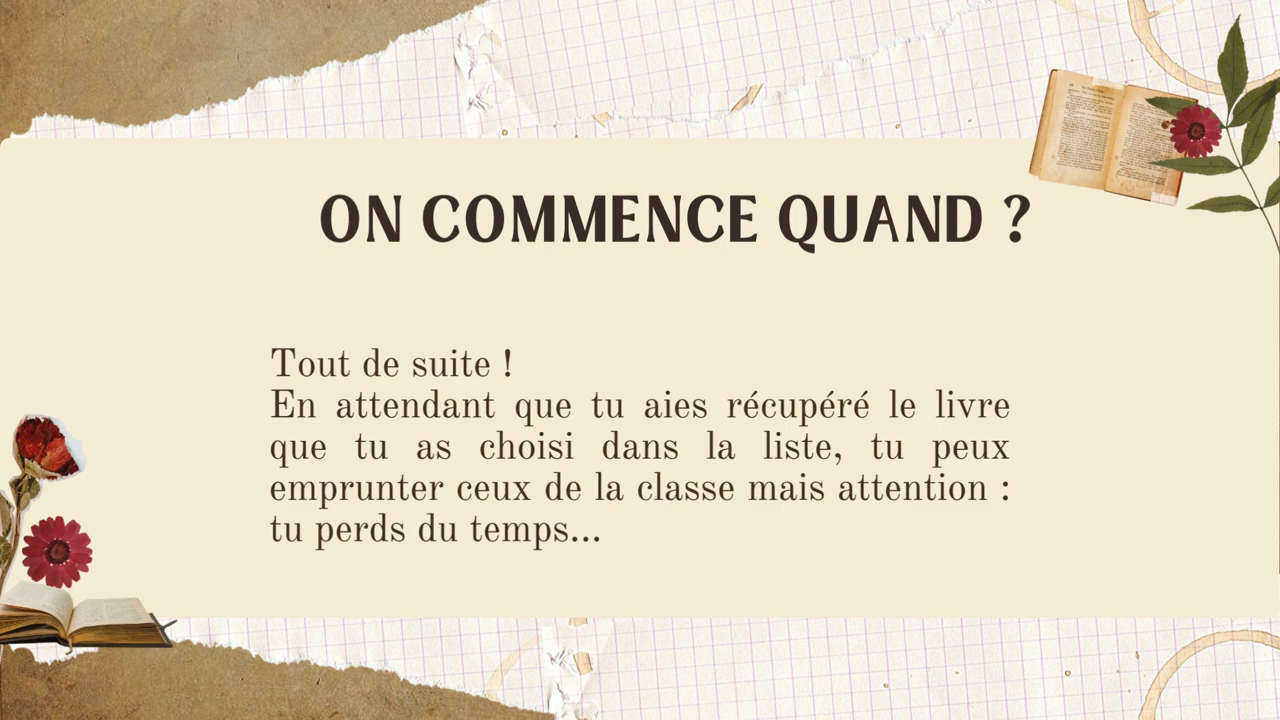 ON COMMENCE QUAND ?
Tout de suite !
En attendant que tu aies récupéré le livre
que tu as choisi dans la liste, tu peux
emprunter ceux de la classe mais attention :
tu perds du temps...